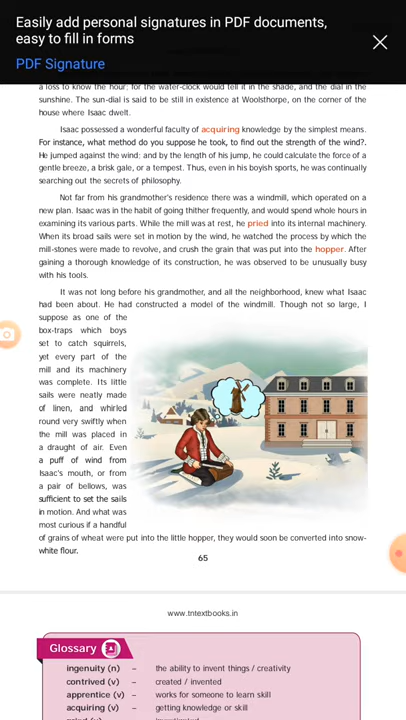 Easily add personal signatures in PDF documents,
easy to fill in forms
PDF Signature
a loss to know the hour; for the water-clock would tell it in the shade, and the dial in the
sunshine. The sun-dial is said to be still in existence at Woolsthorpe, on the corner of the
house where Isaac dwelt.
Isaac possessed a wonderful faculty of acquiring knowledge by the simplest means.
For instance, what method do you suppose he took, to find out the strength of the wind?.
He jumped against the wind: and by the length of his jump, he could calculate the force of a
gentle breeze, a brisk gale, or a tempest. Thus, even in his boyish sports, he was continually
searching out the secrets of philosophy.
Not far from his grandmother's residence there was a windmill, which operated on a
new plan. Isaac was in the habit of going thither frequently, and would spend whole hours in
examining its various parts. While the mill was at rest, he pried into its internal machinery.
When its broad sails were set in motion by the wind, he watched the process by which the
mill-stones were made to revolve, and crush the grain that was put into the hopper. After
gaining a thorough knowledge of its construction, he was observed to be unusually busy
with his tools.
It was not long before his grandmother, and all the neighborhood, knew what Isaac
had been about. He had constructed a model of the windmill. Though not so large, I
suppose as one of the
box-traps which boys
set to catch squirrels,
yet every part of the
mill and its machinery
was complete. Its little
sails were neatly made
of linen, and whirled
round very swiftly when
the mill was placed in
a draught of air. Even
a puff of wind from
Isaac's mouth, or from
a pair of bellows, was
sufficient to set the sails
in motion. And what was
most curious if a handful
of grains of wheat were put into the little hopper, they would soon be converted into snow-
white flour.
65
www.tntextbooks.in
Glossary
ingenuity (n) – the ability to invent things / creativity
contrived (v) – created / invented
apprentice (v) – works for someone to learn skill
acquiring (v) – getting knowledge or skill